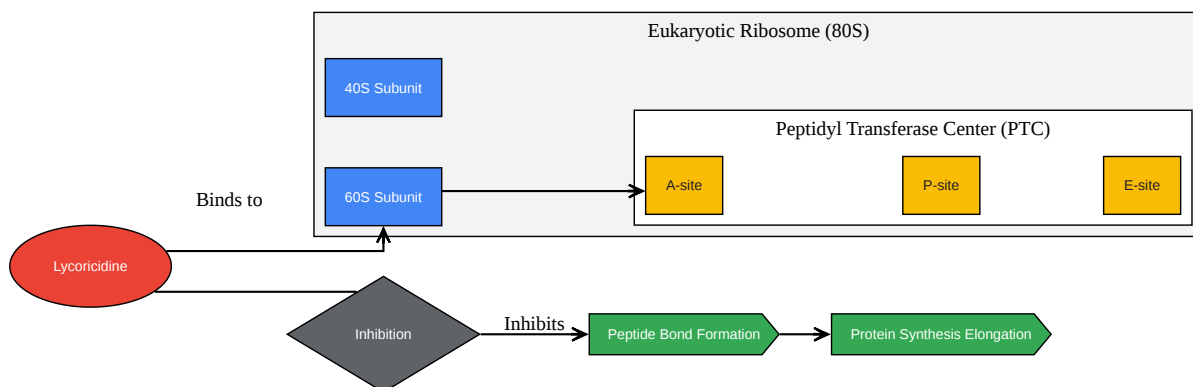 Eukaryotic Ribosome (80S)
40S Subunit
Peptidyl Transferase Center (PTC)
60S Subunit
A-site
P-site
E-site
Binds to
Lycoricidine
Inhibition
Inhibits
Peptide Bond Formation
Protein Synthesis Elongation